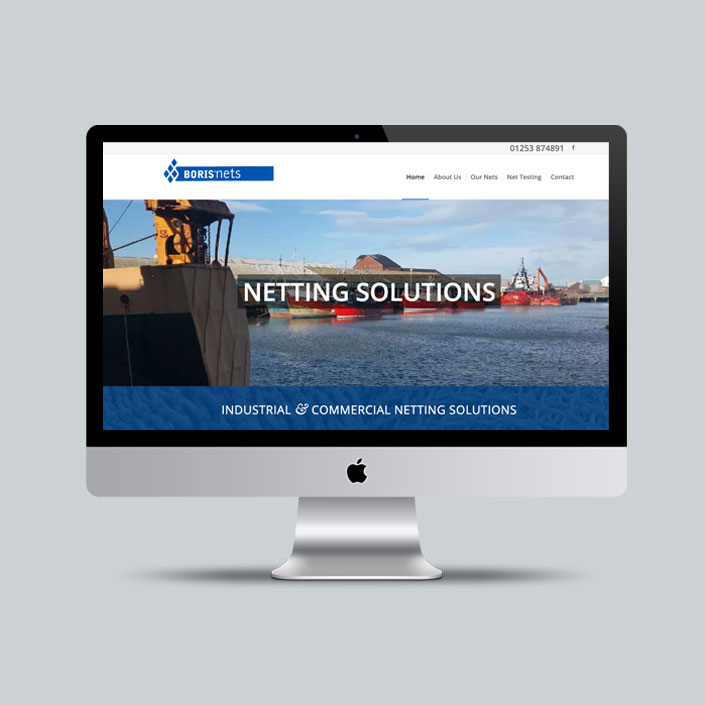 01253 874891 f
BORIS nets
Home About Us Our Nets Net Testing Contact
NETTING SOLUTIONS
INDUSTRIAL & COMMERCIAL NETTING SOLUTIONS